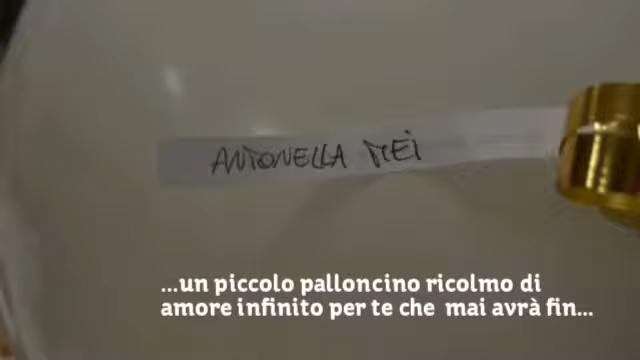 ANTONELLA MEI
...un piccolo palloncino ricolmo di
amore infinito per te che mai avrà fin...